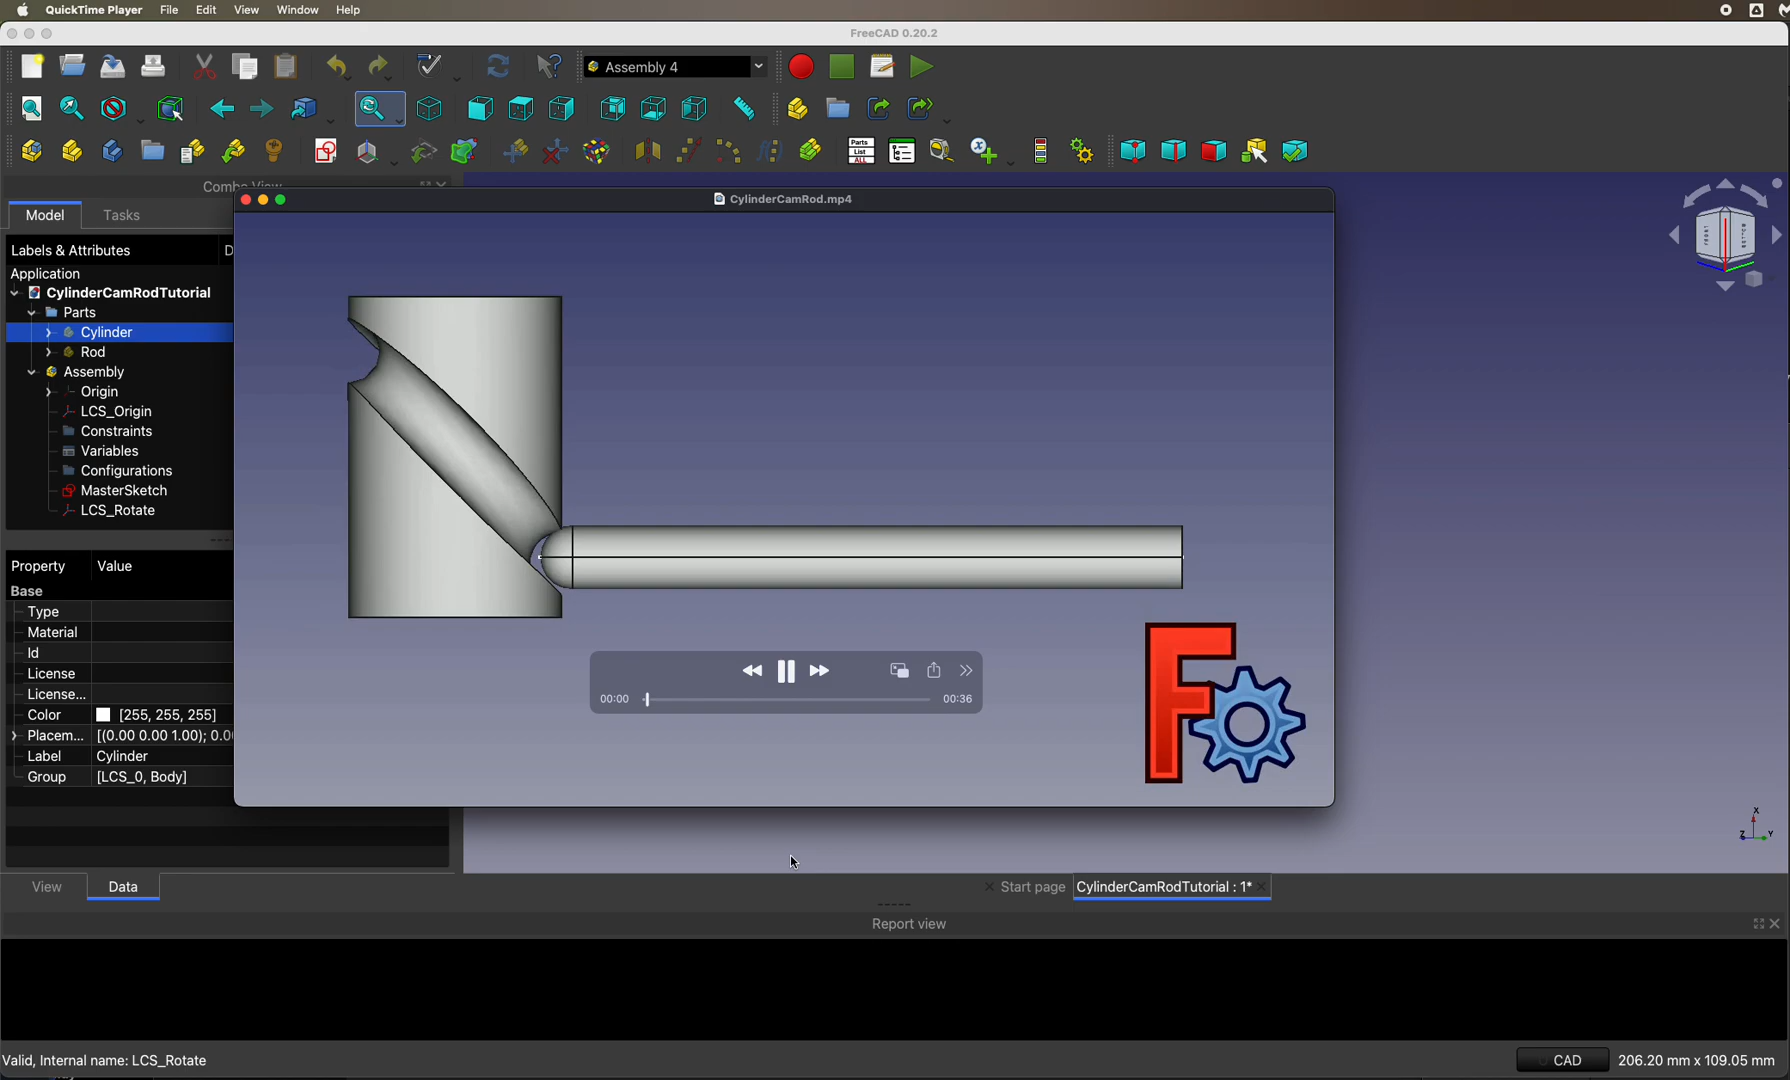 QuickTime Player File Edit View Window Help
FreeCAD 0.20.2
Assembly 4
Parts
List
ALL
Combo View
CylinderCamRod.mp4
Model Tasks
Labels & Attributes D
Application
CylinderCamRodTutorial
Parts
Cylinder
Rod
Assembly
Origin
LCS_Origin
Constraints
Variables
Configurations
MasterSketch
LCS_Rotate
Property Value
Base
Type
Material
Id
License
License...
Color [255, 255, 255]
Placem... [(0.00 0.00 1.00); 0.0
Label Cylinder
Group [LCS_0, Body]
00:00 00:36
F
X
Z Y
View Data
Start page CylinderCamRodTutorial : 1*
Report view
Valid, Internal name: LCS_Rotate
CAD 206.20 mm x 109.05 mm